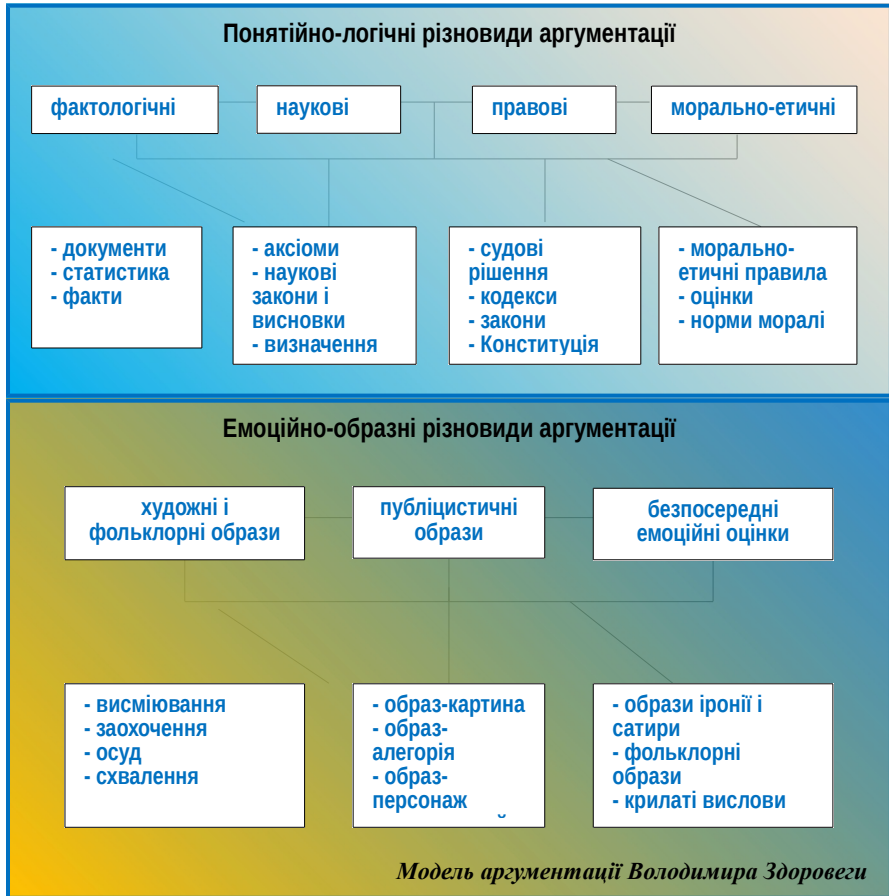 Понятійно-логічні різновиди аргументації
фактологічні
наукові
правові
морально-етичні
- документи
- статистика
- факти
- аксіоми
- наукові
закони і
висновки
- визначення
- судові
рішення
- кодекси
- закони
- Конституція
- морально-
етичні правила
- оцінки
- норми моралі
Емоційно-образні різновиди аргументації
художні і
фольклорні образи
публіцистичні
образи
безпосередні
емоційні оцінки
- висміювання
- заохочення
- осуд
- схвалення
- образ-картина
- образ-
алегорія
- образ-
персонаж
- образи іронії і
сатири
- фольклорні
образи
- крилаті вислови
Модель аргументації Володимира Здоровеги